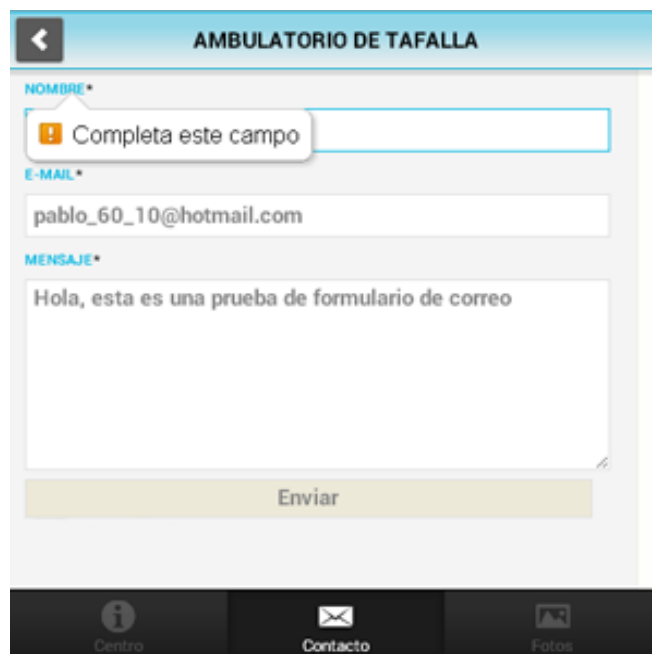 AMBULATORIO DE TAFALLA
NOMBRE*
Completa este campo
E-MAIL*
pablo_60_10@hotmail.com
MENSAJE*
Hola, esta es una prueba de formulario de correo
Enviar
Centro Contacto Fotos